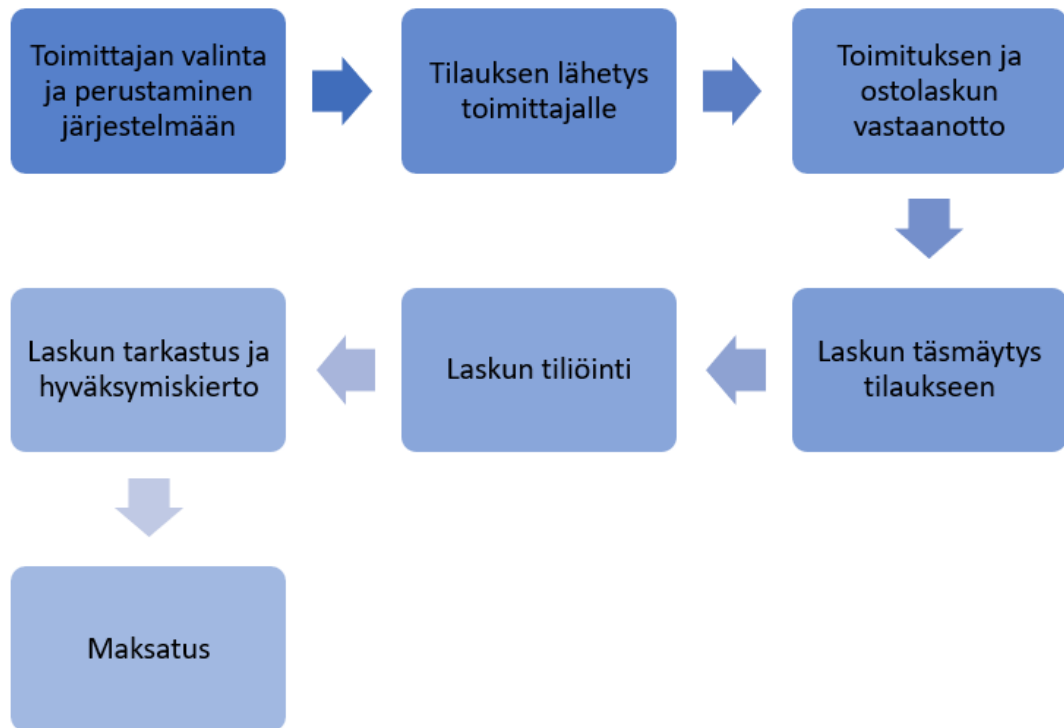 Toimittajan valinta
ja perustaminen
järjestelmään
Tilauksen lähetys
toimittajalle
Toimituksen ja
ostolaskun
vastaanotto
Laskun täsmäytys
tilaukseen
Laskun tiliöinti
Laskun tarkastus ja
hyväksymiskierto
Maksatus